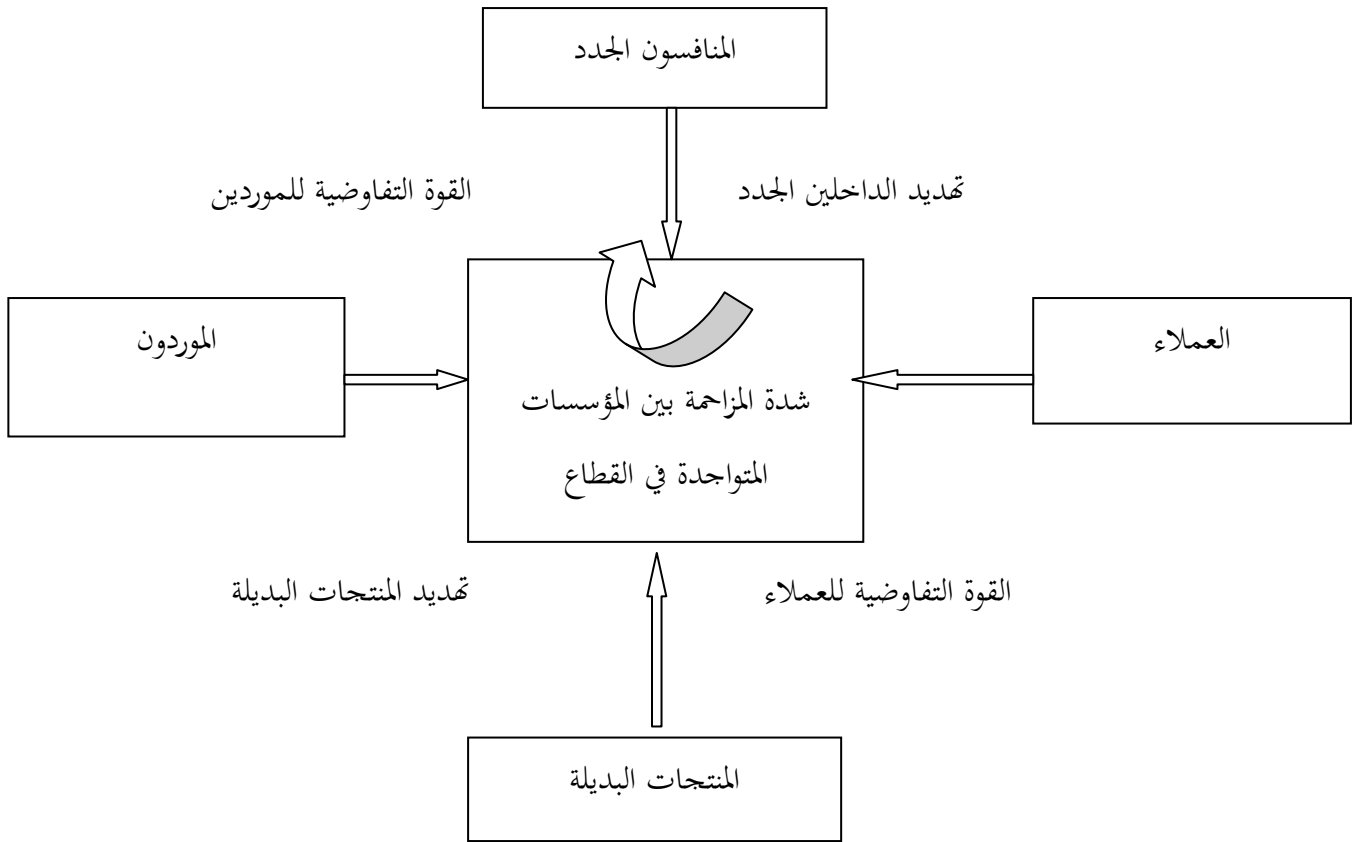 المنافسون الجدد
تهديد الداخلين الجدد
القوة التفاوضية للموردين
العملاء
الموردون
شدة المزاحمة بين المؤسسات
المتواجدة في القطاع
القوة التفاوضية للعملاء
تهديد المنتجات البديلة
المنتجات البديلة